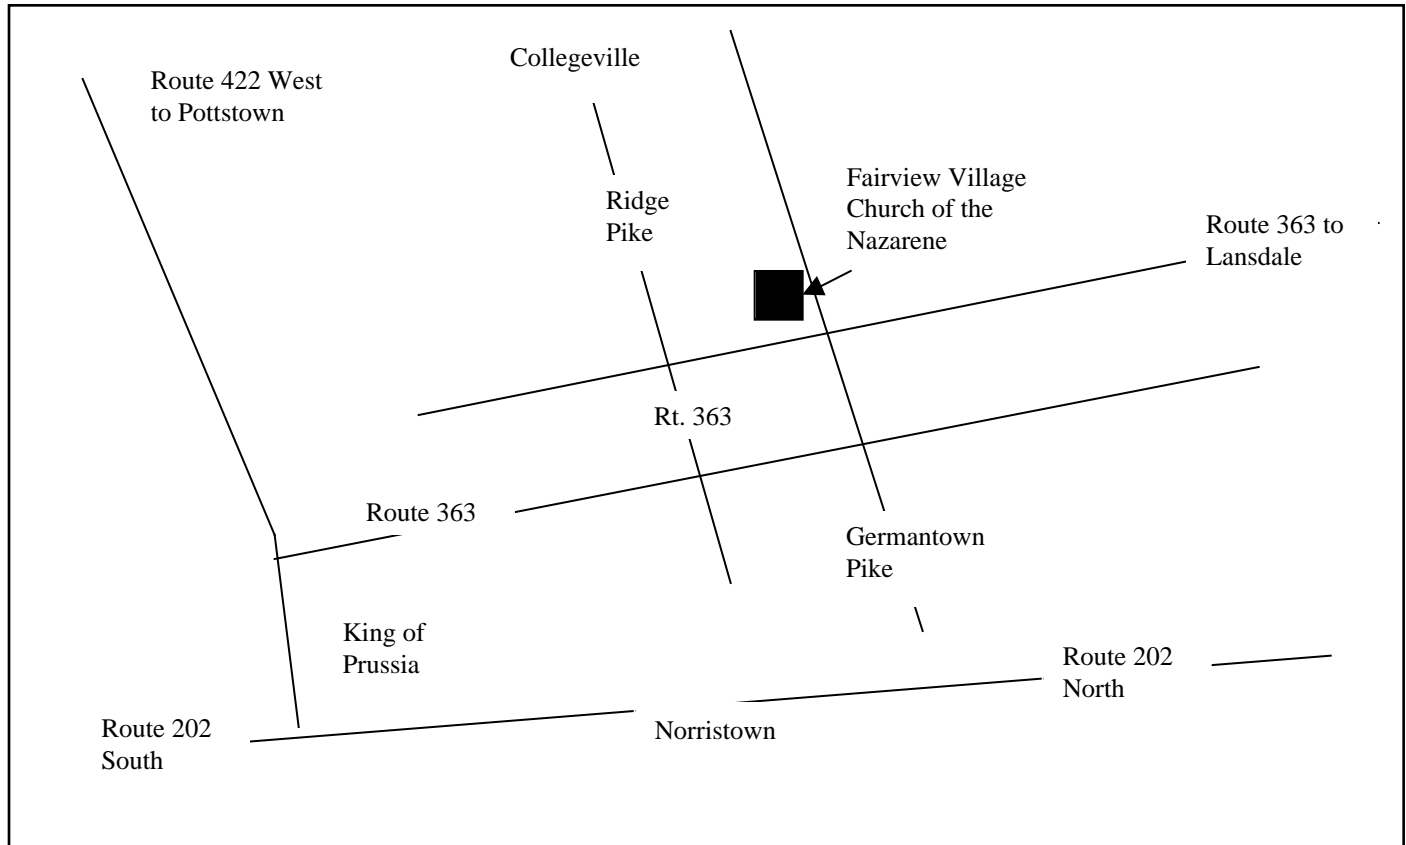 Collegeville
Route 422 West
to Pottstown
Fairview Village
Church of the
Nazarene
Ridge
Pike
Route 363 to
Lansdale
Rt. 363
Route 363
Germantown
Pike
King of
Prussia
Route 202
North
Route 202
South
Norristown